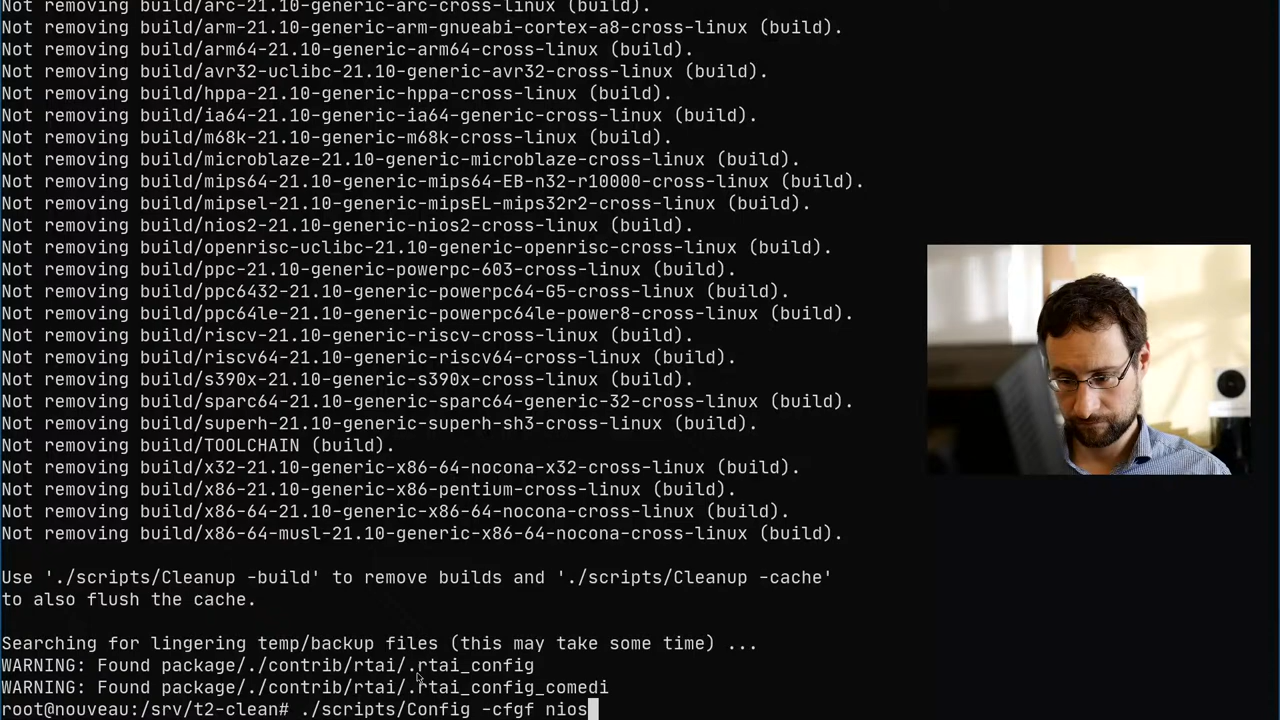 Not removing build/arc-21.10-generic-arc-cross-linux (build).
Not removing build/arm-21.10-generic-arm-gnueabi-cortex-a8-cross-linux (build).
Not removing build/arm64-21.10-generic-arm64-cross-linux (build).
Not removing build/avr32-uclibc-21.10-generic-avr32-cross-linux (build).
Not removing build/hppa-21.10-generic-hppa-cross-linux (build).
Not removing build/ia64-21.10-generic-ia64-generic-cross-linux (build).
Not removing build/m68k-21.10-generic-m68k-cross-linux (build).
Not removing build/microblaze-21.10-generic-microblaze-cross-linux (build).
Not removing build/mips64-21.10-generic-mips64-EB-n32-r10000-cross-linux (build).
Not removing build/mipsel-21.10-generic-mipsEL-mips32r2-cross-linux (build).
Not removing build/nios2-21.10-generic-nios2-cross-linux (build).
Not removing build/openrisc-uclibc-21.10-generic-openrisc-cross-linux (build).
Not removing build/ppc-21.10-generic-powerpc-603-cross-linux (build).
Not removing build/ppc6432-21.10-generic-powerpc64-G5-cross-linux (build).
Not removing build/ppc64le-21.10-generic-powerpc64le-power8-cross-linux (build).
Not removing build/riscv-21.10-generic-riscv-cross-linux (build).
Not removing build/riscv64-21.10-generic-riscv64-cross-linux (build).
Not removing build/s390x-21.10-generic-s390x-cross-linux (build).
Not removing build/sparc64-21.10-generic-sparc64-generic-32-cross-linux (build).
Not removing build/superh-21.10-generic-superh-sh3-cross-linux (build).
Not removing build/TOOLCHAIN (build).
Not removing build/x32-21.10-generic-x86-64-nocona-x32-cross-linux (build).
Not removing build/x86-21.10-generic-x86-pentium-cross-linux (build).
Not removing build/x86-64-21.10-generic-x86-64-nocona-cross-linux (build).
Not removing build/x86-64-musl-21.10-generic-x86-64-nocona-cross-linux (build).
Use './scripts/Cleanup -build' to remove builds and './scripts/Cleanup -cache'
to also flush the cache.
Searching for lingering temp/backup files (this may take some time) ...
WARNING: Found package/./contrib/rtai/.rtai_config
WARNING: Found package/./contrib/rtai/.rtai_config_comedi
root@nouveau:/srv/t2-clean# ./scripts/Config -cfgf nios